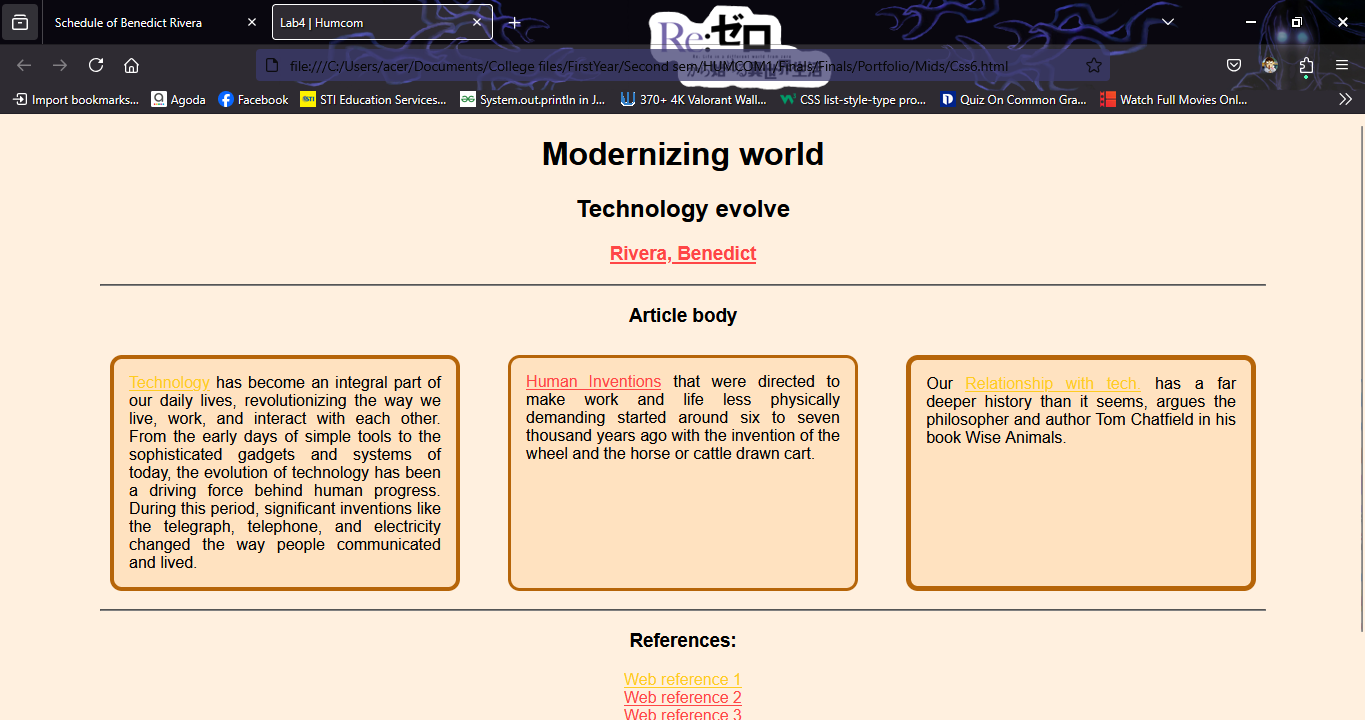 Schedule of Benedict Rivera
Lab4 | Humcom
Re:ゼロ
file:///C:/Users/acer/Documents/College files/FirstYear/Second sem/HUMCOM1/Finals/Finals/Portfolio/Mids/Css6.html
Import bookmarks...
Agoda
Facebook
STI Education Services...
System.out.println in J...
370+ 4K Valorant Wall...
CSS list-style-type pro...
Quiz On Common Gra...
Watch Full Movies Onl...
Modernizing world
Technology evolve
Rivera, Benedict
Article body
Technology has become an integral part of
our daily lives, revolutionizing the way we
live, work, and interact with each other.
From the early days of simple tools to the
sophisticated gadgets and systems of
today, the evolution of technology has been
a driving force behind human progress.
During this period, significant inventions like
the telegraph, telephone, and electricity
changed the way people communicated
and lived.
Human Inventions that were directed to
make work and life less physically
demanding started around six to seven
thousand years ago with the invention of the
wheel and the horse or cattle drawn cart.
Our Relationship with tech. has a far
deeper history than it seems, argues the
philosopher and author Tom Chatfield in his
book Wise Animals.
References:
Web reference 1
Web reference 2
Web reference 3